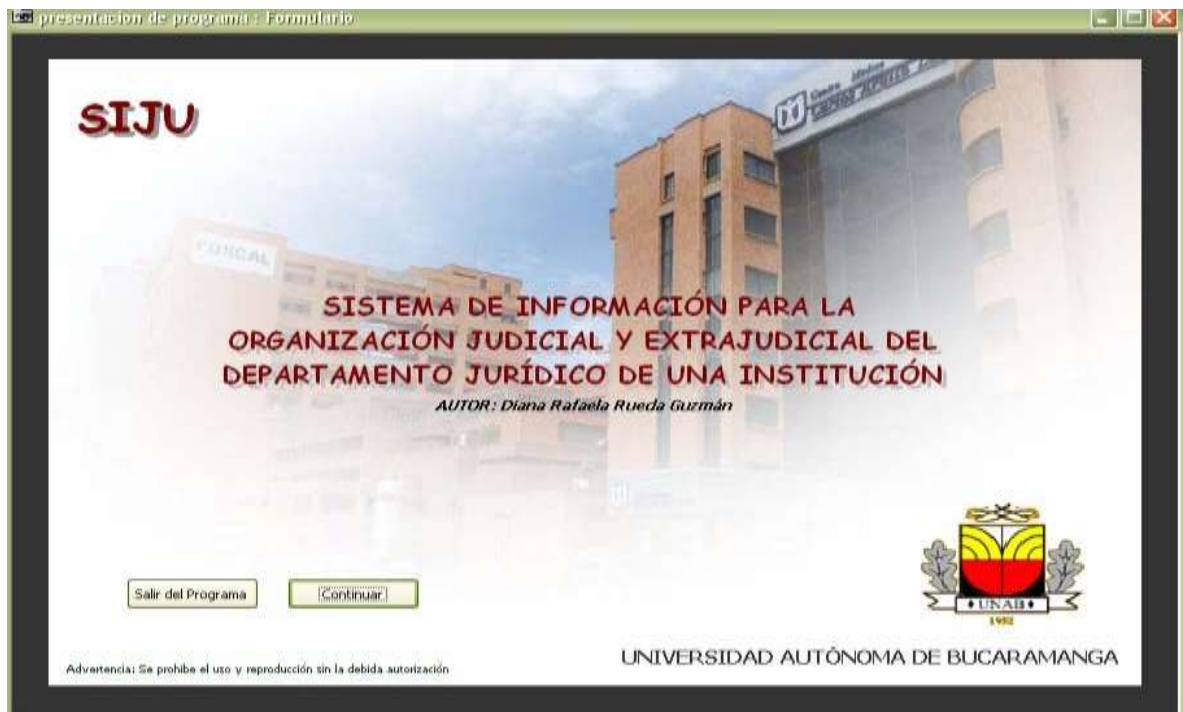 presentacion de programa : Formulario
SIJU
FOSCAL
SISTEMA DE INFORMACIÓN PARA LA
ORGANIZACIÓN JUDICIAL Y EXTRAJUDICIAL DEL
DEPARTAMENTO JURÍDICO DE UNA INSTITUCIÓN
AUTOR: Diana Rafaela Rueda Guzmán
Salir del Programa
Continuar
UNAB
1952
Advertencia: Se prohibe el uso y reproducción sin la debida autorización
UNIVERSIDAD AUTÓNOMA DE BUCARAMANGA